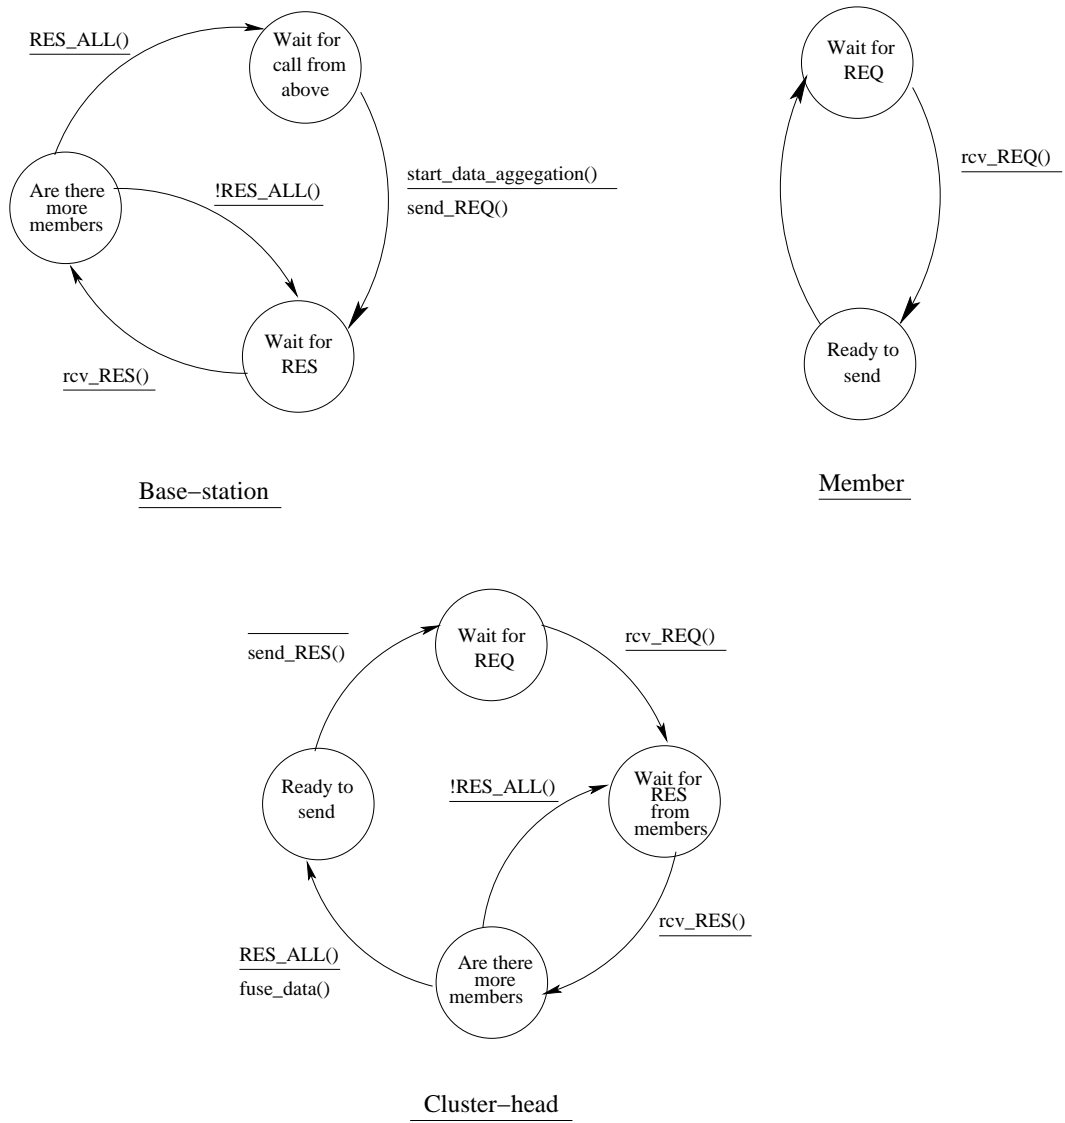 RES_ALL()
Wait for
call from
above
start_data_aggegation()
send_REQ()
!RES_ALL()
Are there
more
members
Wait for
RES
rcv_RES()
Base−station
Wait for
REQ
rcv_REQ()
Ready to
send
Member
send_RES()
Wait for
REQ
rcv_REQ()
Ready to
send
!RES_ALL()
Wait for
RES
from
members
rcv_RES()
RES_ALL()
fuse_data()
Are there
more
members
Cluster−head